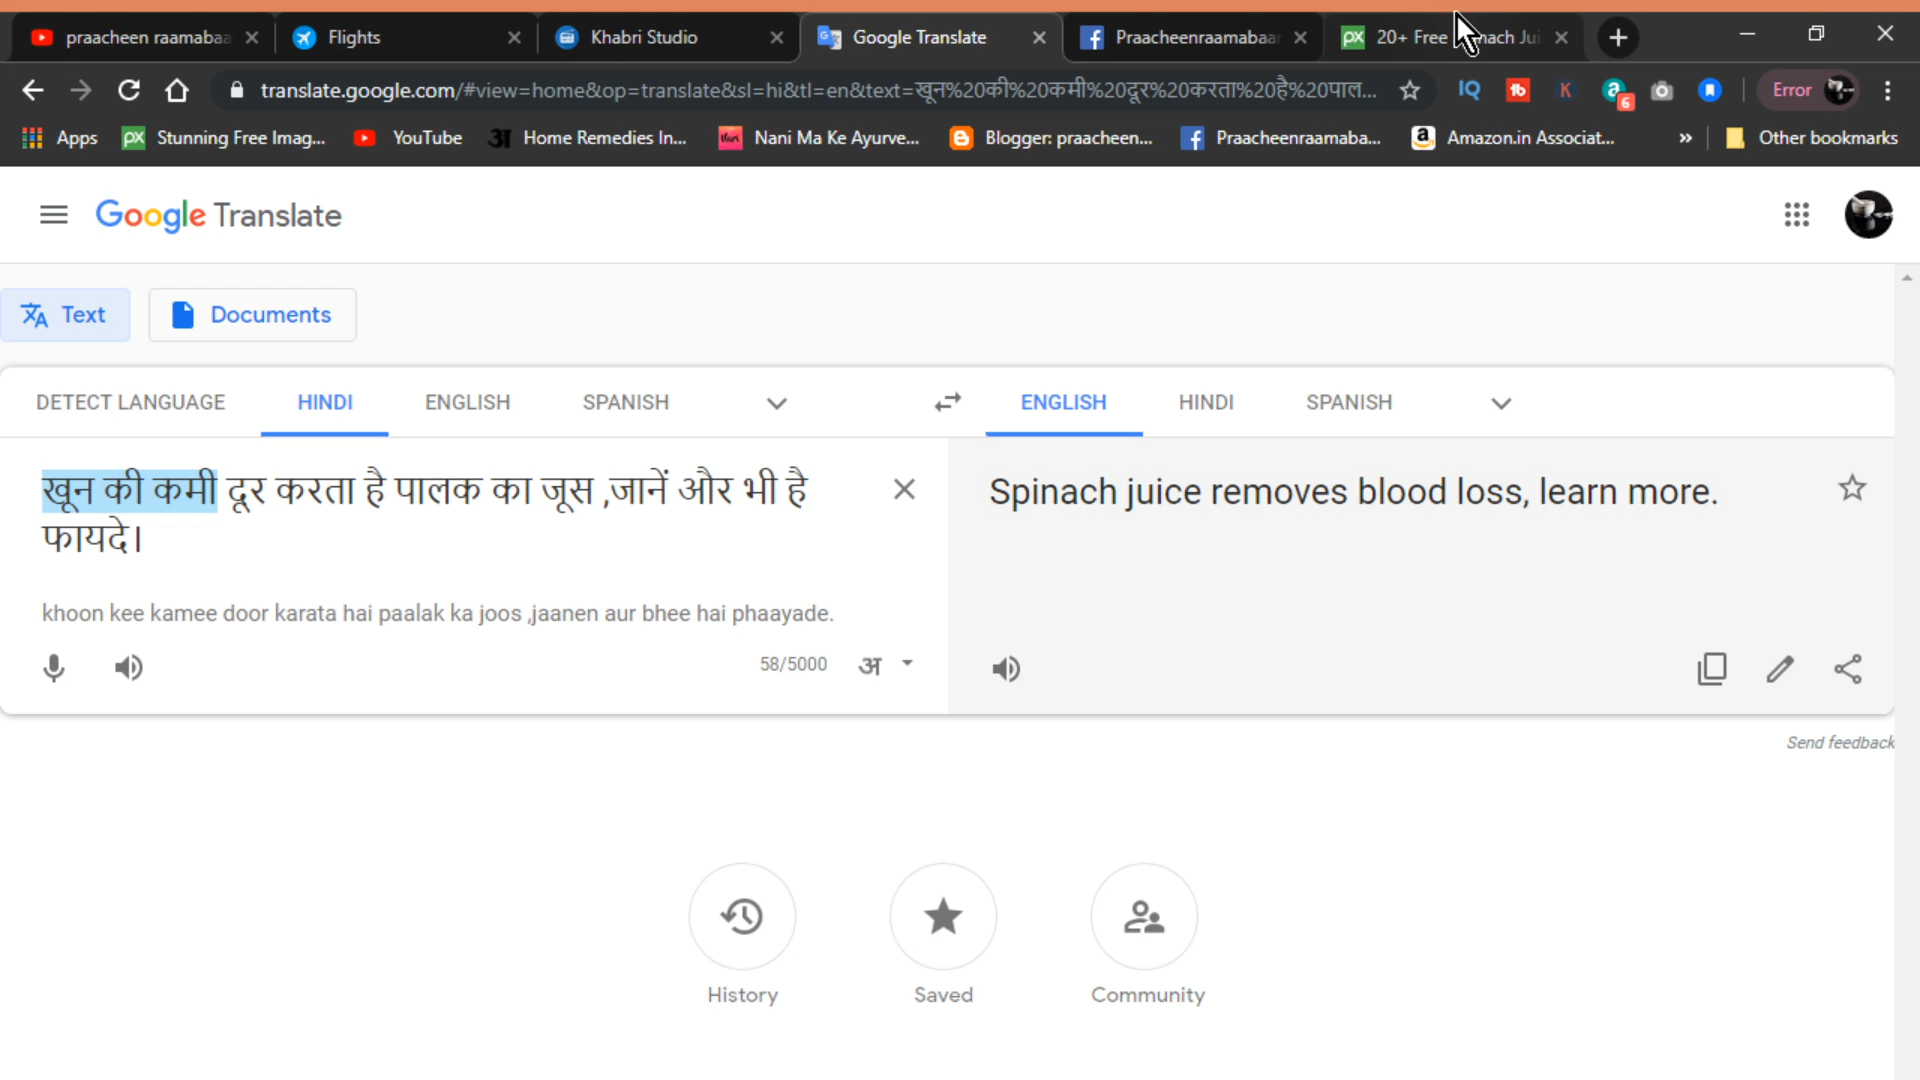 praacheen raamabaa
Flights
Khabri Studio
Google Translate
Praacheenraamabaar
20+ Free
nach Jui
translate.google.com/#view=home&op=translate&sl=hi&tl=en&text=खून%20की%20कमी%20दूर%20करता%20है%20पाल...
IQ
K
6
Error
Apps
Stunning Free Imag...
YouTube
Home Remedies In...
Nani Ma Ke Ayurve...
Blogger: praacheen...
Praacheenraamaba...
Amazon.in Associat...
»
Other bookmarks
Google Translate
Text
Documents
DETECT LANGUAGE
HINDI
ENGLISH
SPANISH
ENGLISH
HINDI
SPANISH
खून की कमी दूर करता है पालक का जूस ,जानें और भी है
फायदे।
khoon kee kamee door karata hai paalak ka joos ,jaanen aur bhee hai phaayade.
58/5000
अ
Spinach juice removes blood loss, learn more.
Send feedback
History
Saved
Community